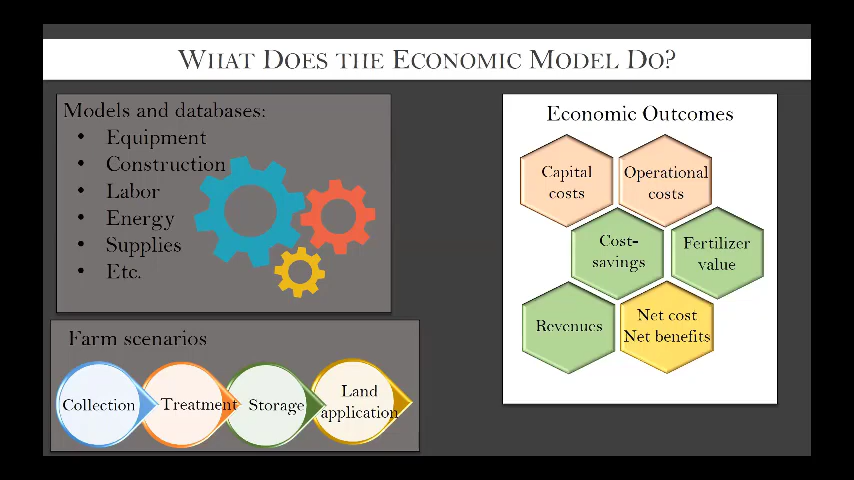 WHAT DOES THE ECONOMIC MODEL DO?
Models and databases:
• Equipment
• Construction
• Labor
• Energy
• Supplies
• Etc.
Farm scenarios
Collection
Treatment
Storage
Land
application
Economic Outcomes
Capital
costs
Operational
costs
Cost-
savings
Fertilizer
value
Revenues
Net cost
Net benefits